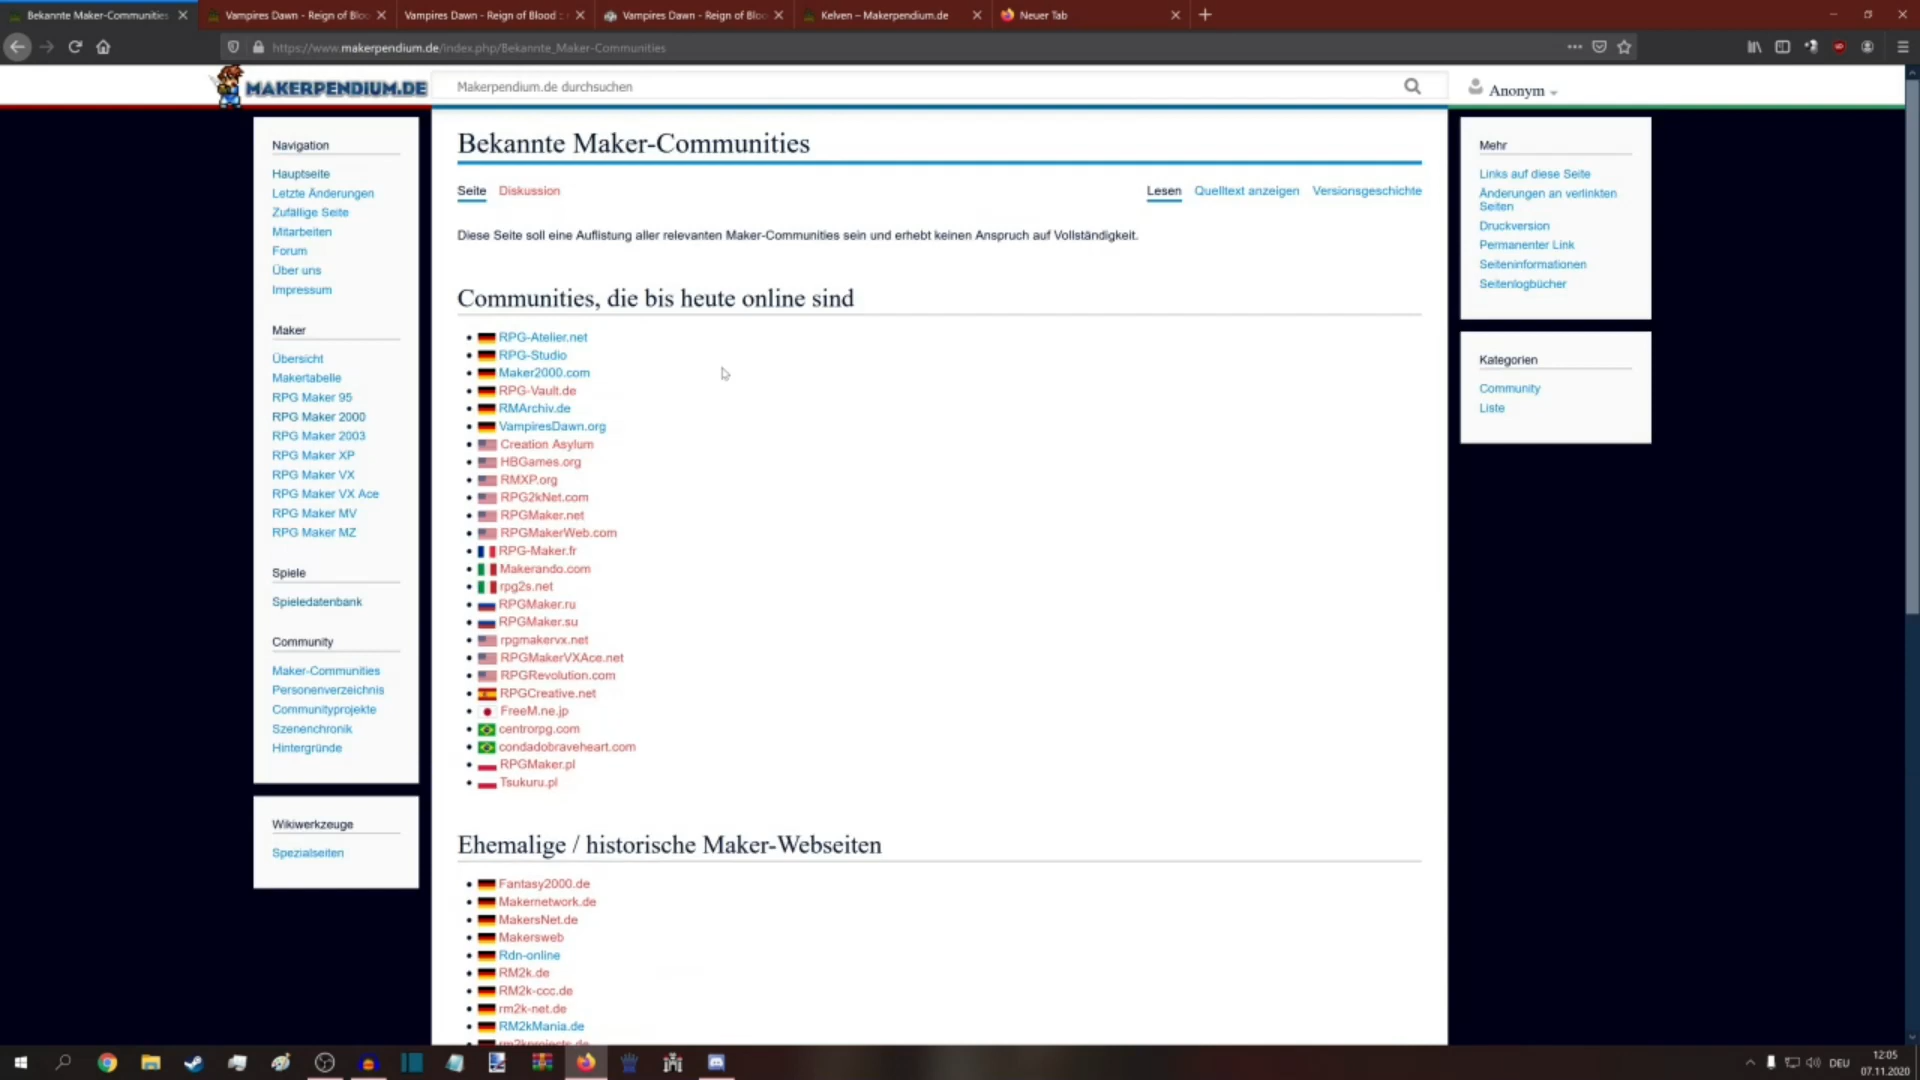 Bekannte Maker-Communities
Vampires Dawn - Reign of Bloo
Vampires Dawn - Reign of Blood ::
Vampires Dawn - Reign of Bloo
Kelven – Makerpendium.de
Neuer Tab
https://www.makerpendium.de/index.php/Bekannte_Maker-Communities
MAKERPENDIUM.DE
Makerpendium.de durchsuchen
Anonym
Navigation
Hauptseite
Letzte Änderungen
Zufällige Seite
Mitarbeiten
Forum
Über uns
Impressum
Maker
Übersicht
Makertabelle
RPG Maker 95
RPG Maker 2000
RPG Maker 2003
RPG Maker XP
RPG Maker VX
RPG Maker VX Ace
RPG Maker MV
RPG Maker MZ
Spiele
Spieledatenbank
Community
Maker-Communities
Personenverzeichnis
Communityprojekte
Szenenchronik
Hintergründe
Wikiwerkzeuge
Spezialseiten
Bekannte Maker-Communities
Seite Diskussion
Lesen Quelltext anzeigen Versionsgeschichte
Diese Seite soll eine Auflistung aller relevanten Maker-Communities sein und erhebt keinen Anspruch auf Vollständigkeit.
Communities, die bis heute online sind
RPG-Atelier.net
RPG-Studio
Maker2000.com
RPG-Vault.de
RMArchiv.de
VampiresDawn.org
Creation Asylum
HBGames.org
RMXP.org
RPG2kNet.com
RPGMaker.net
RPGMakerWeb.com
RPG-Maker.fr
Makerando.com
rpg2s.net
RPGMaker.ru
RPGMaker.su
rpgmakervx.net
RPGMakerVXAce.net
RPGRevolution.com
RPGCreative.net
FreeM.ne.jp
centrorpg.com
condadobraveheart.com
RPGMaker.pl
Tsukuru.pl
Ehemalige / historische Maker-Webseiten
Fantasy2000.de
Makernetwork.de
MakersNet.de
Makersweb
Rdn-online
RM2k.de
RM2k-ccc.de
rm2k-net.de
RM2kMania.de
rm2kprojects.de
Mehr
Links auf diese Seite
Änderungen an verlinkten
Seiten
Druckversion
Permanenter Link
Seiteninformationen
Seitenlogbücher
Kategorien
Community
Liste
DEU
12:05
07.11.2020